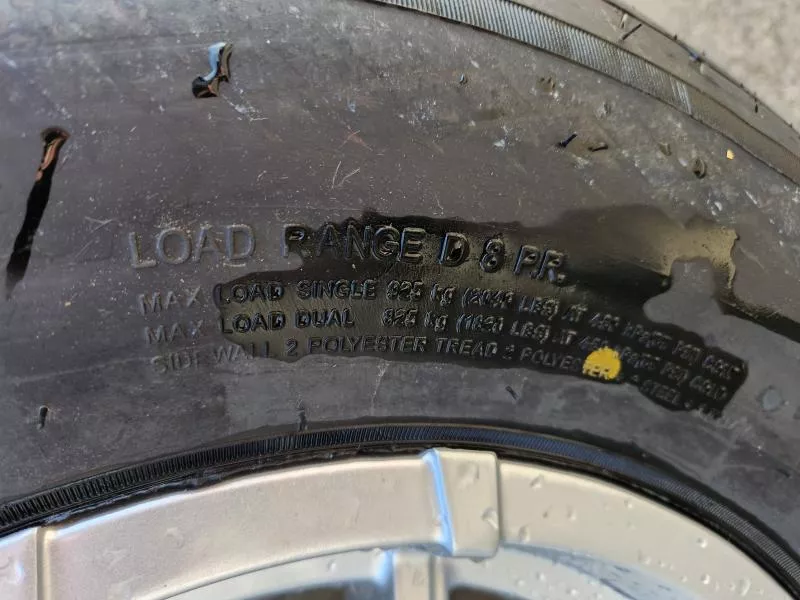 LOAD RANGE D 8 P.R.
MAX LOAD SINGLE 925 kg (2040 LBS) AT 450 kPa(65 PSI) COLD
MAX LOAD DUAL 825 kg (1820 LBS) AT 450 kPa(65 PSI) COLD
SIDEWALL 2 POLYESTER TREAD 2 POLYESTER STEEL